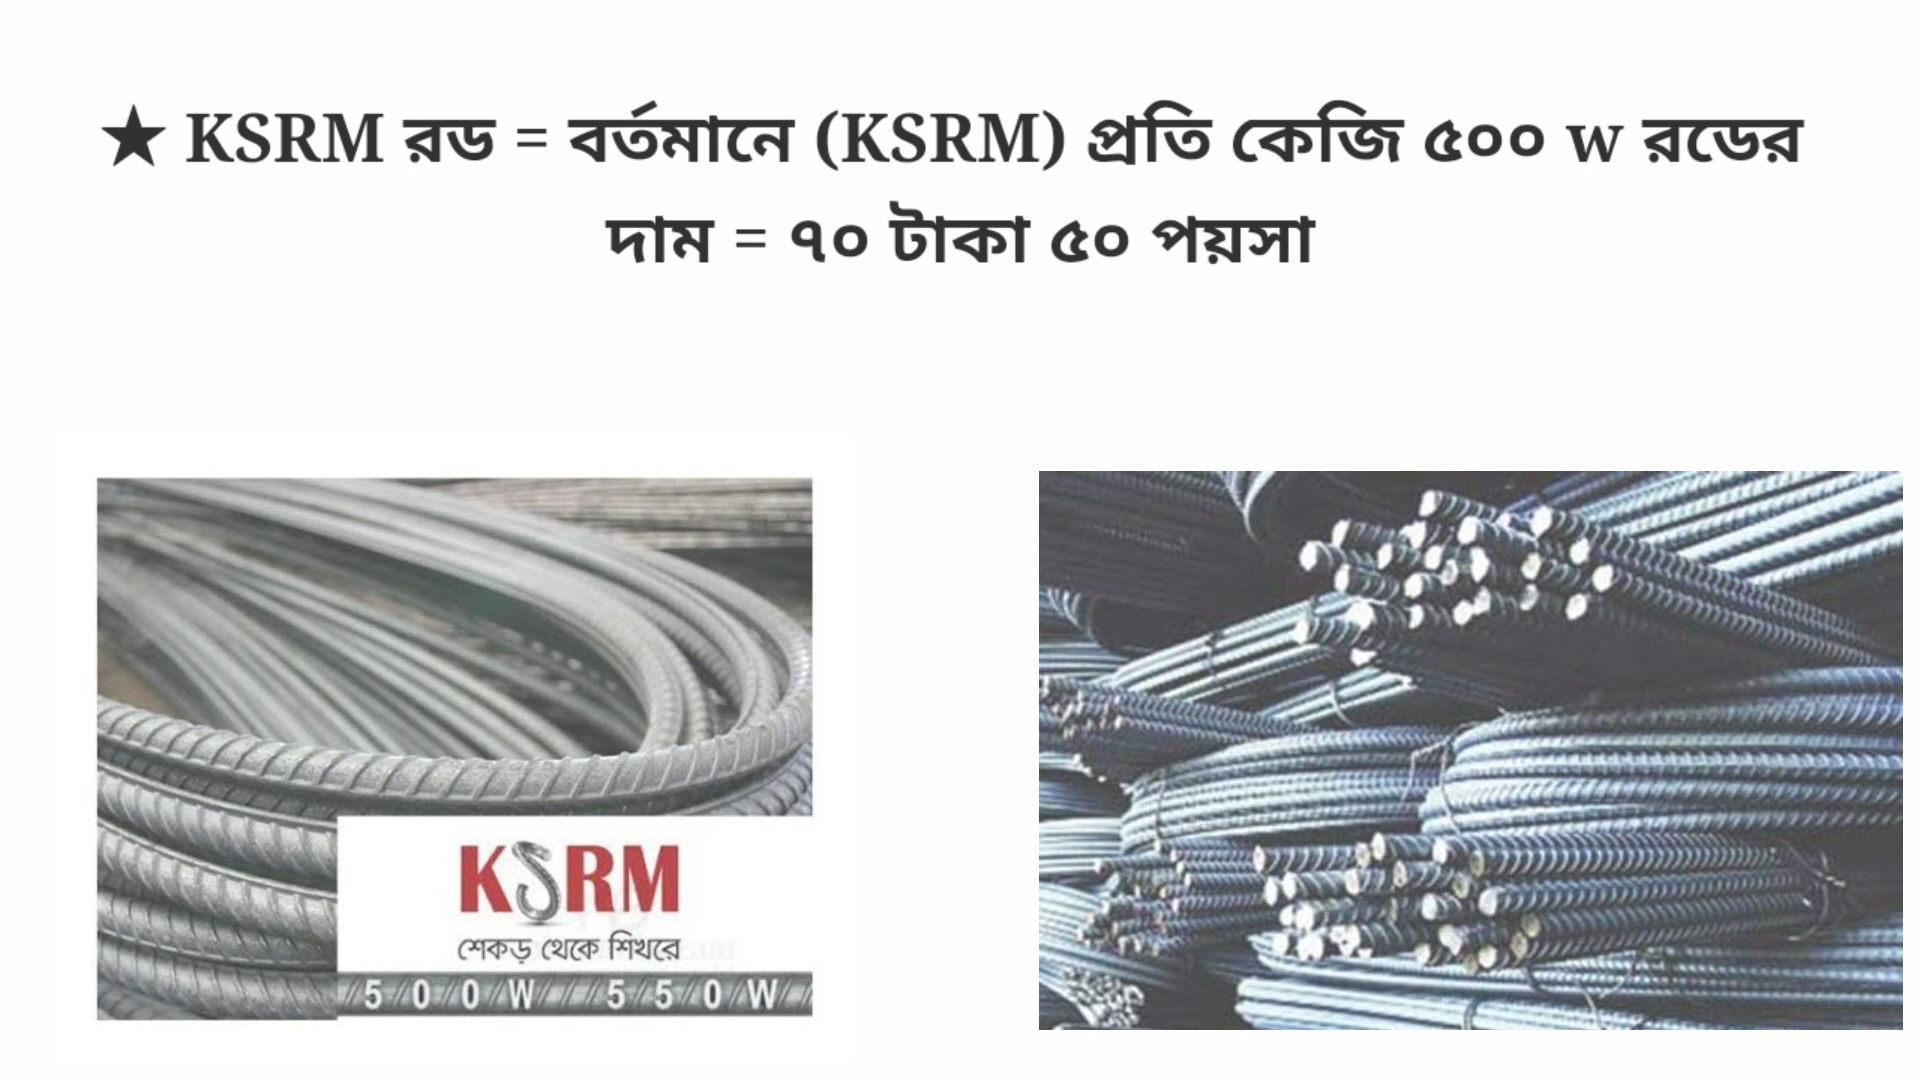 ★ KSRM রড = বর্তমানে (KSRM) প্রতি কেজি ৫০০ w রডের
দাম = ৭০ টাকা ৫০ পয়সা
KSRM
শেকড় থেকে শিখরে
500W 550W